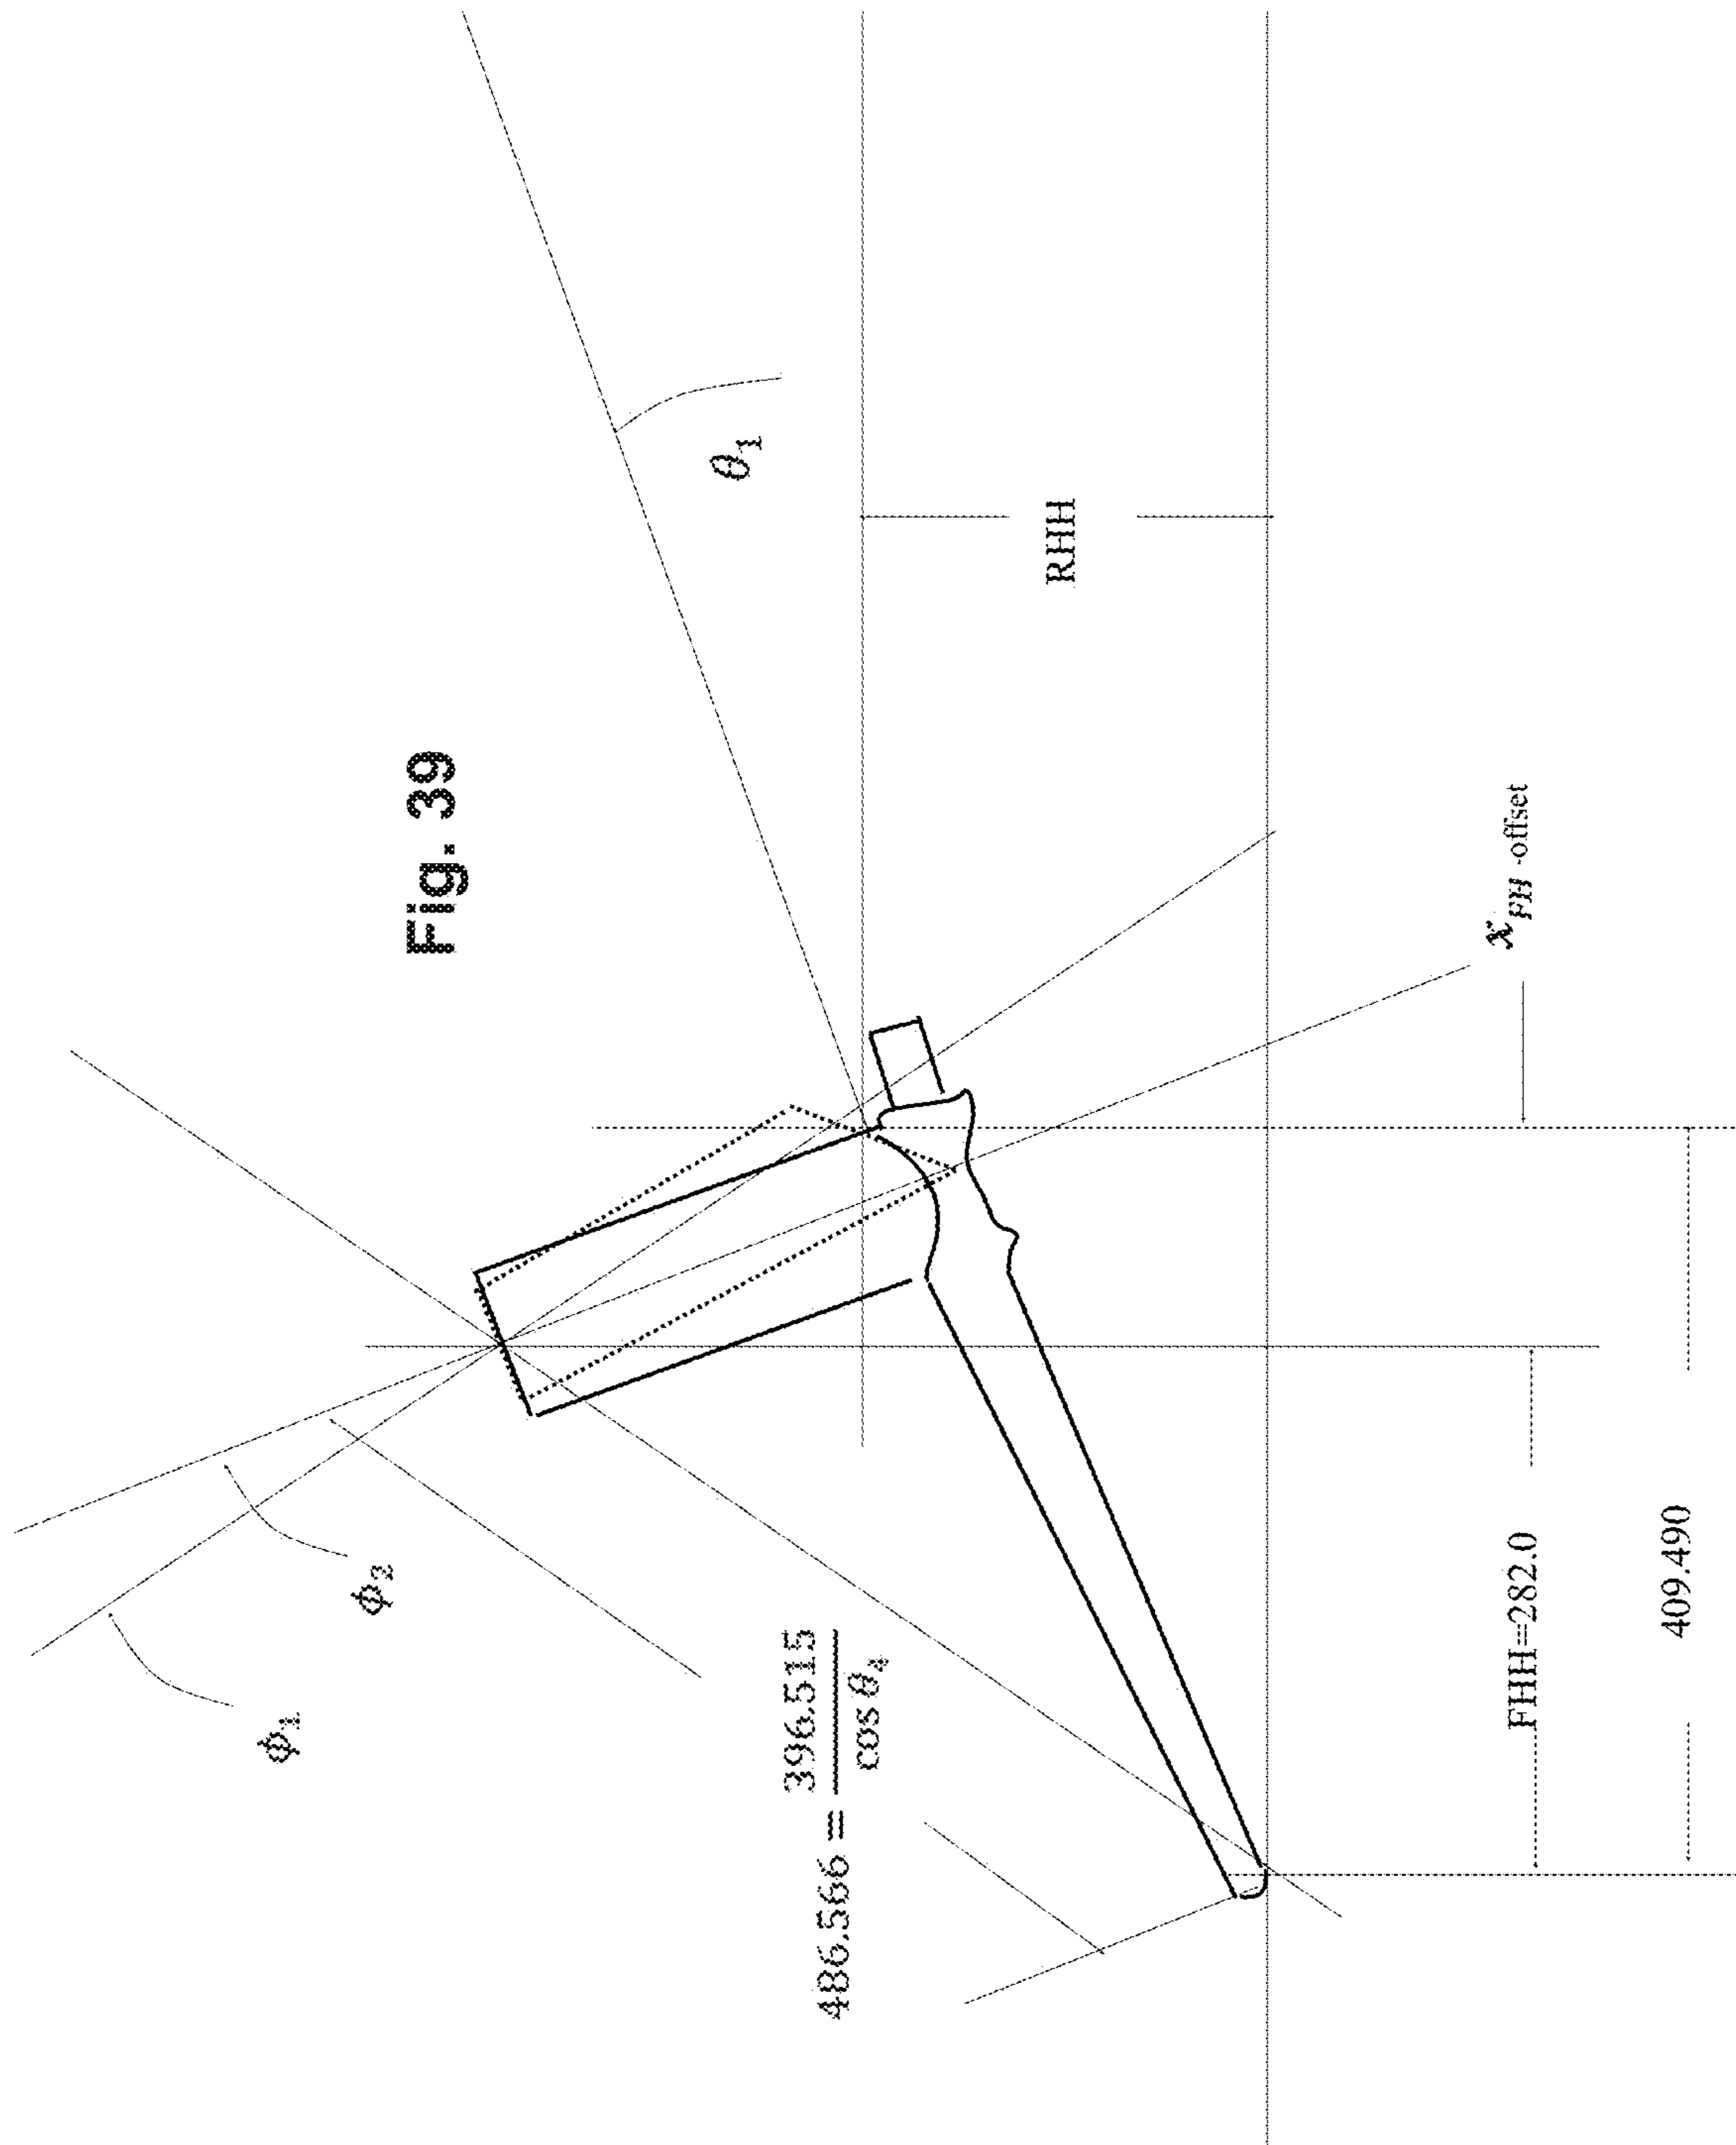 ϕ₁
ϕ₂
Fig. 39
θ₁
486.566 = 396.515 / cos θ₄
RHH
x_FH -offset
FHH=282.0
409.490